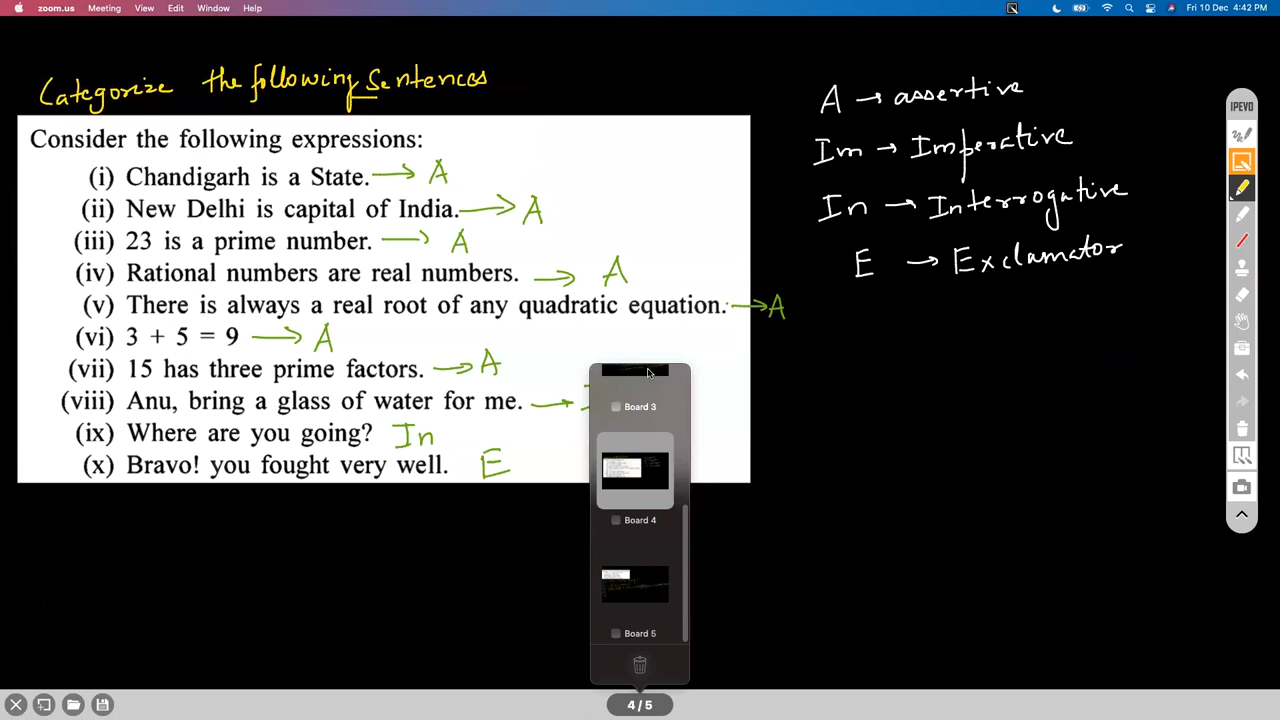 zoom.us Meeting View Edit Window Help Fri 10 Dec 4:42 PM
Categorize the following Sentences
Consider the following expressions:
(i) Chandigarh is a State. → A
(ii) New Delhi is capital of India. → A
(iii) 23 is a prime number. → A
(iv) Rational numbers are real numbers. → A
(v) There is always a real root of any quadratic equation. → A
(vi) 3 + 5 = 9 → A
(vii) 15 has three prime factors. → A
(viii) Anu, bring a glass of water for me. →
(ix) Where are you going? In
(x) Bravo! you fought very well. E
A → assertive
Im → Imperative
In → Interrogative
E → Exclamator
IPEVO
Board 3
Board 4
Board 5
4 / 5